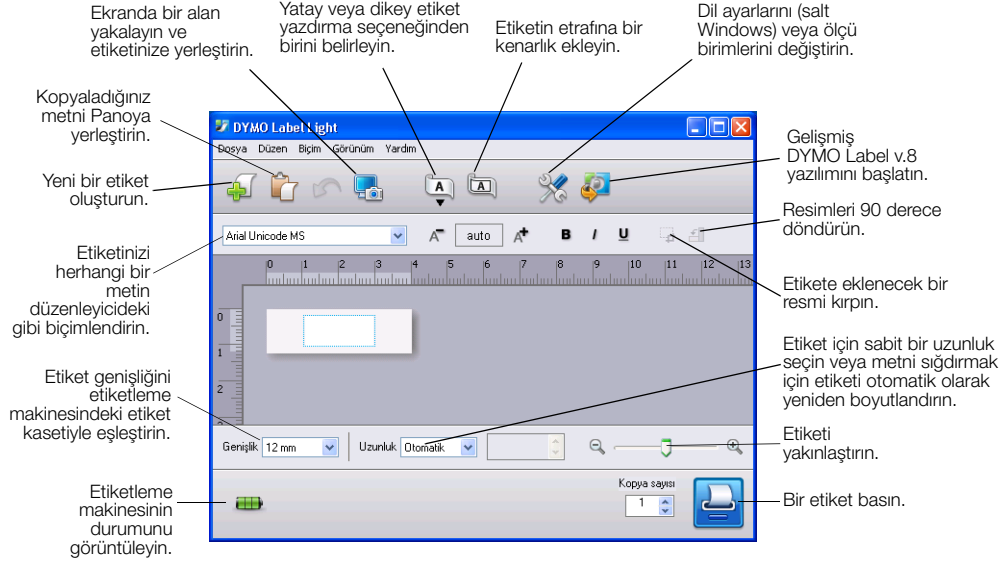 Ekranda bir alan
yakalayın ve
etiketinize yerleştirin.
Yatay veya dikey etiket
yazdırma seçeneğinden
birini belirleyin.
Etiketin etrafına bir
kenarlık ekleyin.
Dil ayarlarını (salt
Windows) veya ölçü
birimlerini değiştirin.
Kopyaladığınız
metni Panoya
yerleştirin.
Yeni bir etiket
oluşturun.
Etiketinizi
herhangi bir
metin
düzenleyicideki
gibi biçimlendirin.
Etiket genişliğini
etiketleme
makinesindeki etiket
kasetiyle eşleştirin.
Etiketleme
makinesinin
durumunu
görüntüleyin.
DYMO Label Light
Dosya Düzen Biçim Görünüm Yardım
A A
Arial Unicode MS A- auto A+ B I U
0 1 2 3 4 5 6 7 8 9 10 11 12 13
0
1
2
Genişlik 12 mm Uzunluk Otomatik
Kopya sayısı
1
Gelişmiş
DYMO Label v.8
yazılımını başlatın.
Resimleri 90 derece
döndürün.
Etikete eklenecek bir
resmi kırpın.
Etiket için sabit bir uzunluk
seçin veya metni sığdırmak
için etiketi otomatik olarak
yeniden boyutlandırın.
Etiketi
yakınlaştırın.
Bir etiket basın.